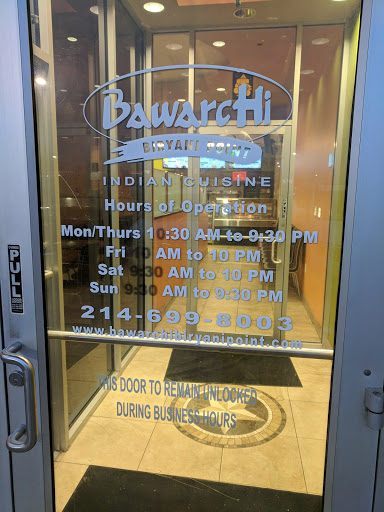 BAWARCHI
BIRYANI POINT
INDIAN CUISINE
Hours of Operation
Mon/Thurs 10:30 AM to 9:30 PM
Fri 10 AM to 10 PM
Sat 9:30 AM to 10 PM
Sun 9:30 AM to 9:30 PM
214-699-8003
www.bawarchibiryanipoint.com
PULL
THIS DOOR TO REMAIN UNLOCKED
DURING BUSINESS HOURS